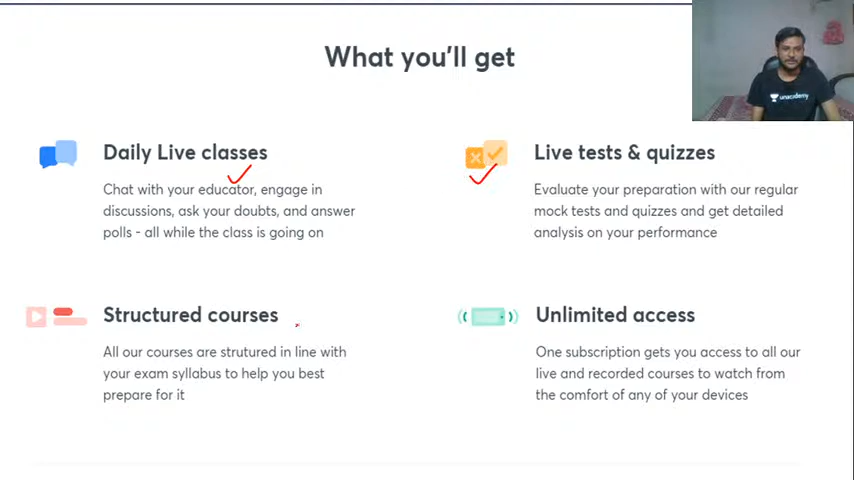 What you'll get
unacademy
Daily Live classes
Chat with your educator, engage in
discussions, ask your doubts, and answer
polls - all while the class is going on
Live tests & quizzes
Evaluate your preparation with our regular
mock tests and quizzes and get detailed
analysis on your performance
Structured courses
All our courses are strutured in line with
your exam syllabus to help you best
prepare for it
Unlimited access
One subscription gets you access to all our
live and recorded courses to watch from
the comfort of any of your devices